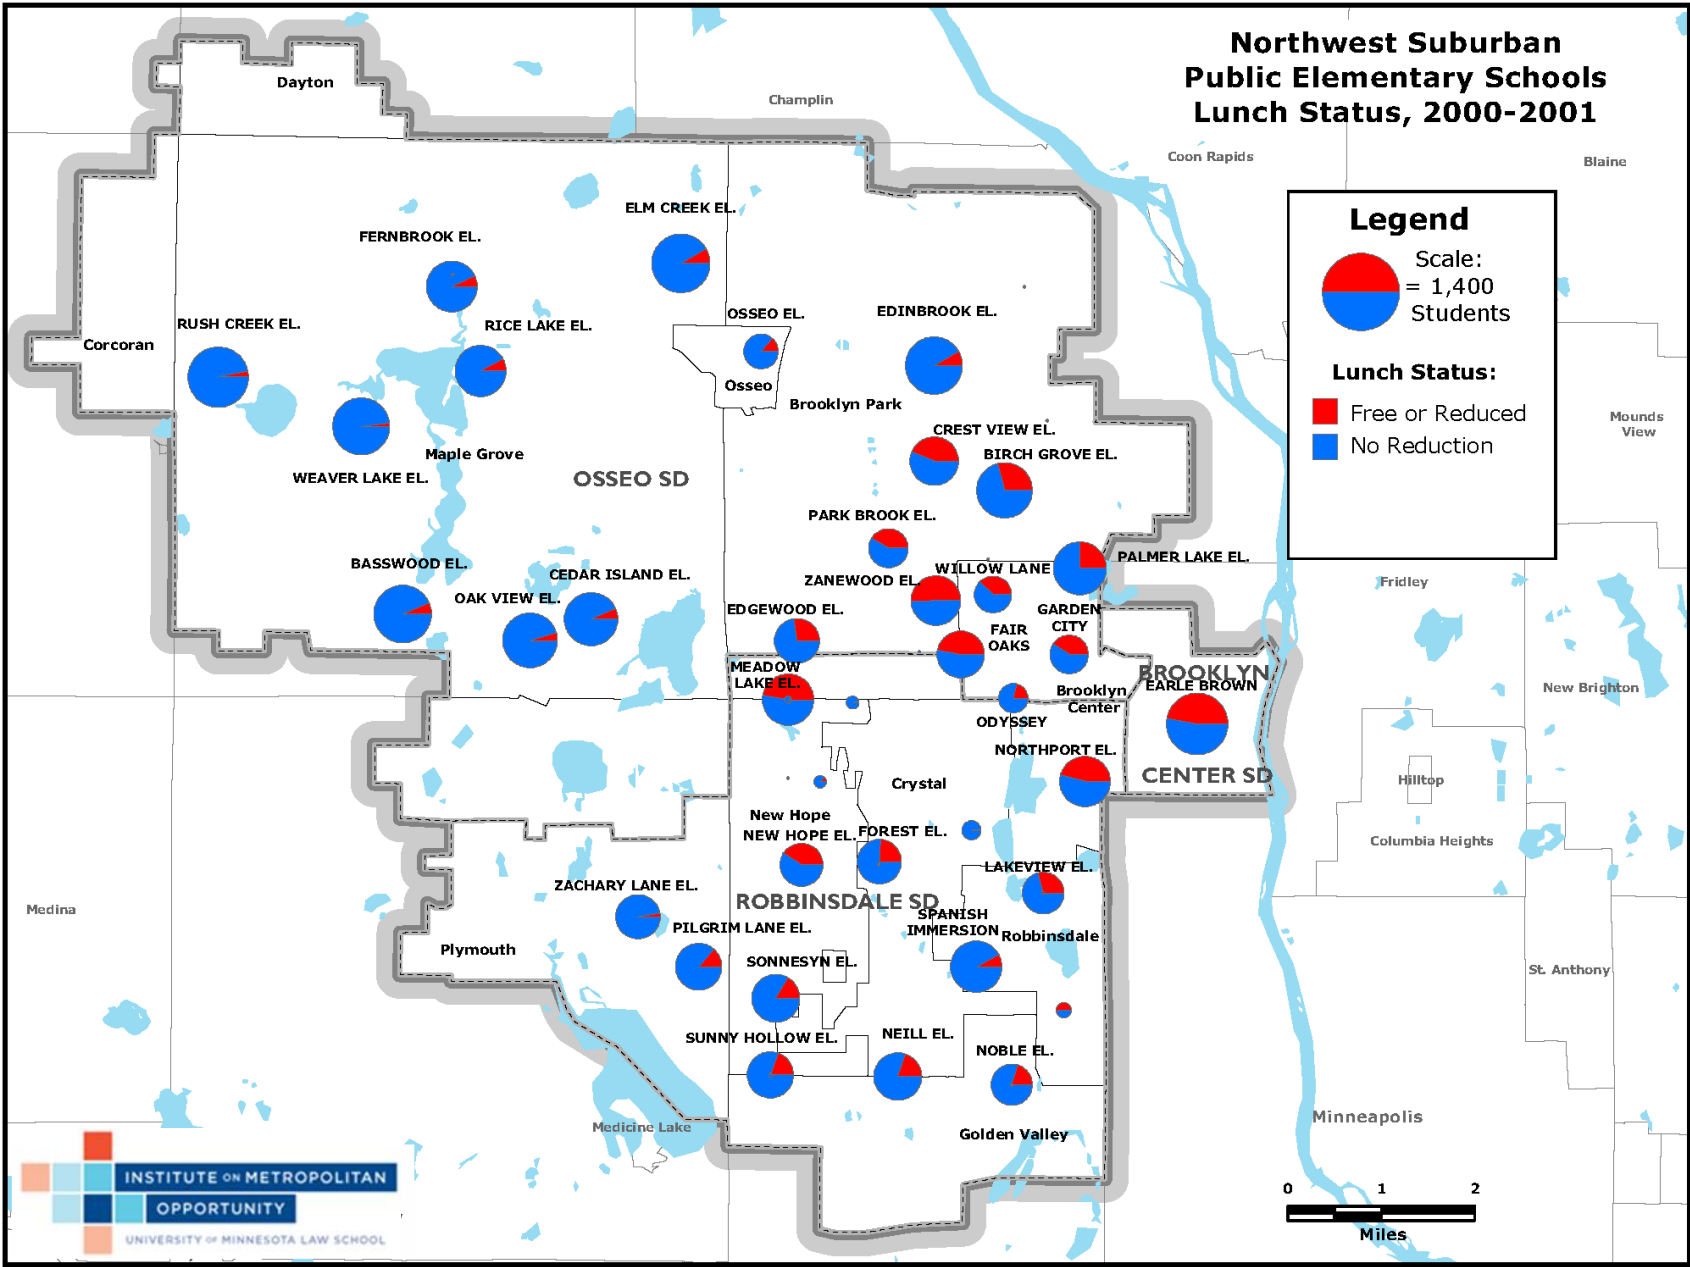 Northwest Suburban
Public Elementary Schools
Lunch Status, 2000-2001
Dayton
Champlin
Coon Rapids
Blaine
Legend
Scale:
= 1,400
Students
Lunch Status:
Free or Reduced
No Reduction
ELM CREEK EL.
FERNBROOK EL.
RUSH CREEK EL.
RICE LAKE EL.
OSSEO EL.
EDINBROOK EL.
Corcoran
Osseo
Brooklyn Park
Mounds
View
CREST VIEW EL.
BIRCH GROVE EL.
Maple Grove
WEAVER LAKE EL.
OSSEO SD
PARK BROOK EL.
PALMER LAKE EL.
BASSWOOD EL.
CEDAR ISLAND EL.
WILLOW LANE
ZANEWOOD EL.
Fridley
OAK VIEW EL.
EDGEWOOD EL.
GARDEN
CITY
FAIR
OAKS
MEADOW
LAKE EL.
BROOKLYN
EARLE BROWN
New Brighton
Brooklyn
Center
ODYSSEY
NORTHPORT EL.
CENTER SD
Hilltop
Crystal
New Hope
NEW HOPE EL.
FOREST EL.
Columbia Heights
LAKEVIEW EL.
ZACHARY LANE EL.
ROBBINSDALE SD
Medina
SPANISH
IMMERSION
PILGRIM LANE EL.
Robbinsdale
Plymouth
SONNESYN EL.
St. Anthony
SUNNY HOLLOW EL.
NEILL EL.
NOBLE EL.
Medicine Lake
Golden Valley
Minneapolis
INSTITUTE ON METROPOLITAN
OPPORTUNITY
UNIVERSITY OF MINNESOTA LAW SCHOOL
0 1 2
Miles